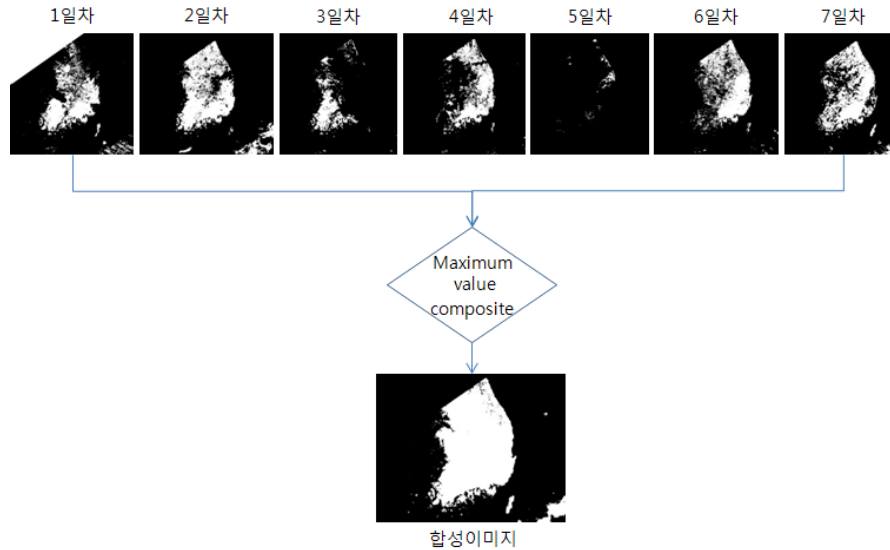 1일차
2일차
3일차
4일차
5일차
6일차
7일차
Maximum
value
composite
합성이미지